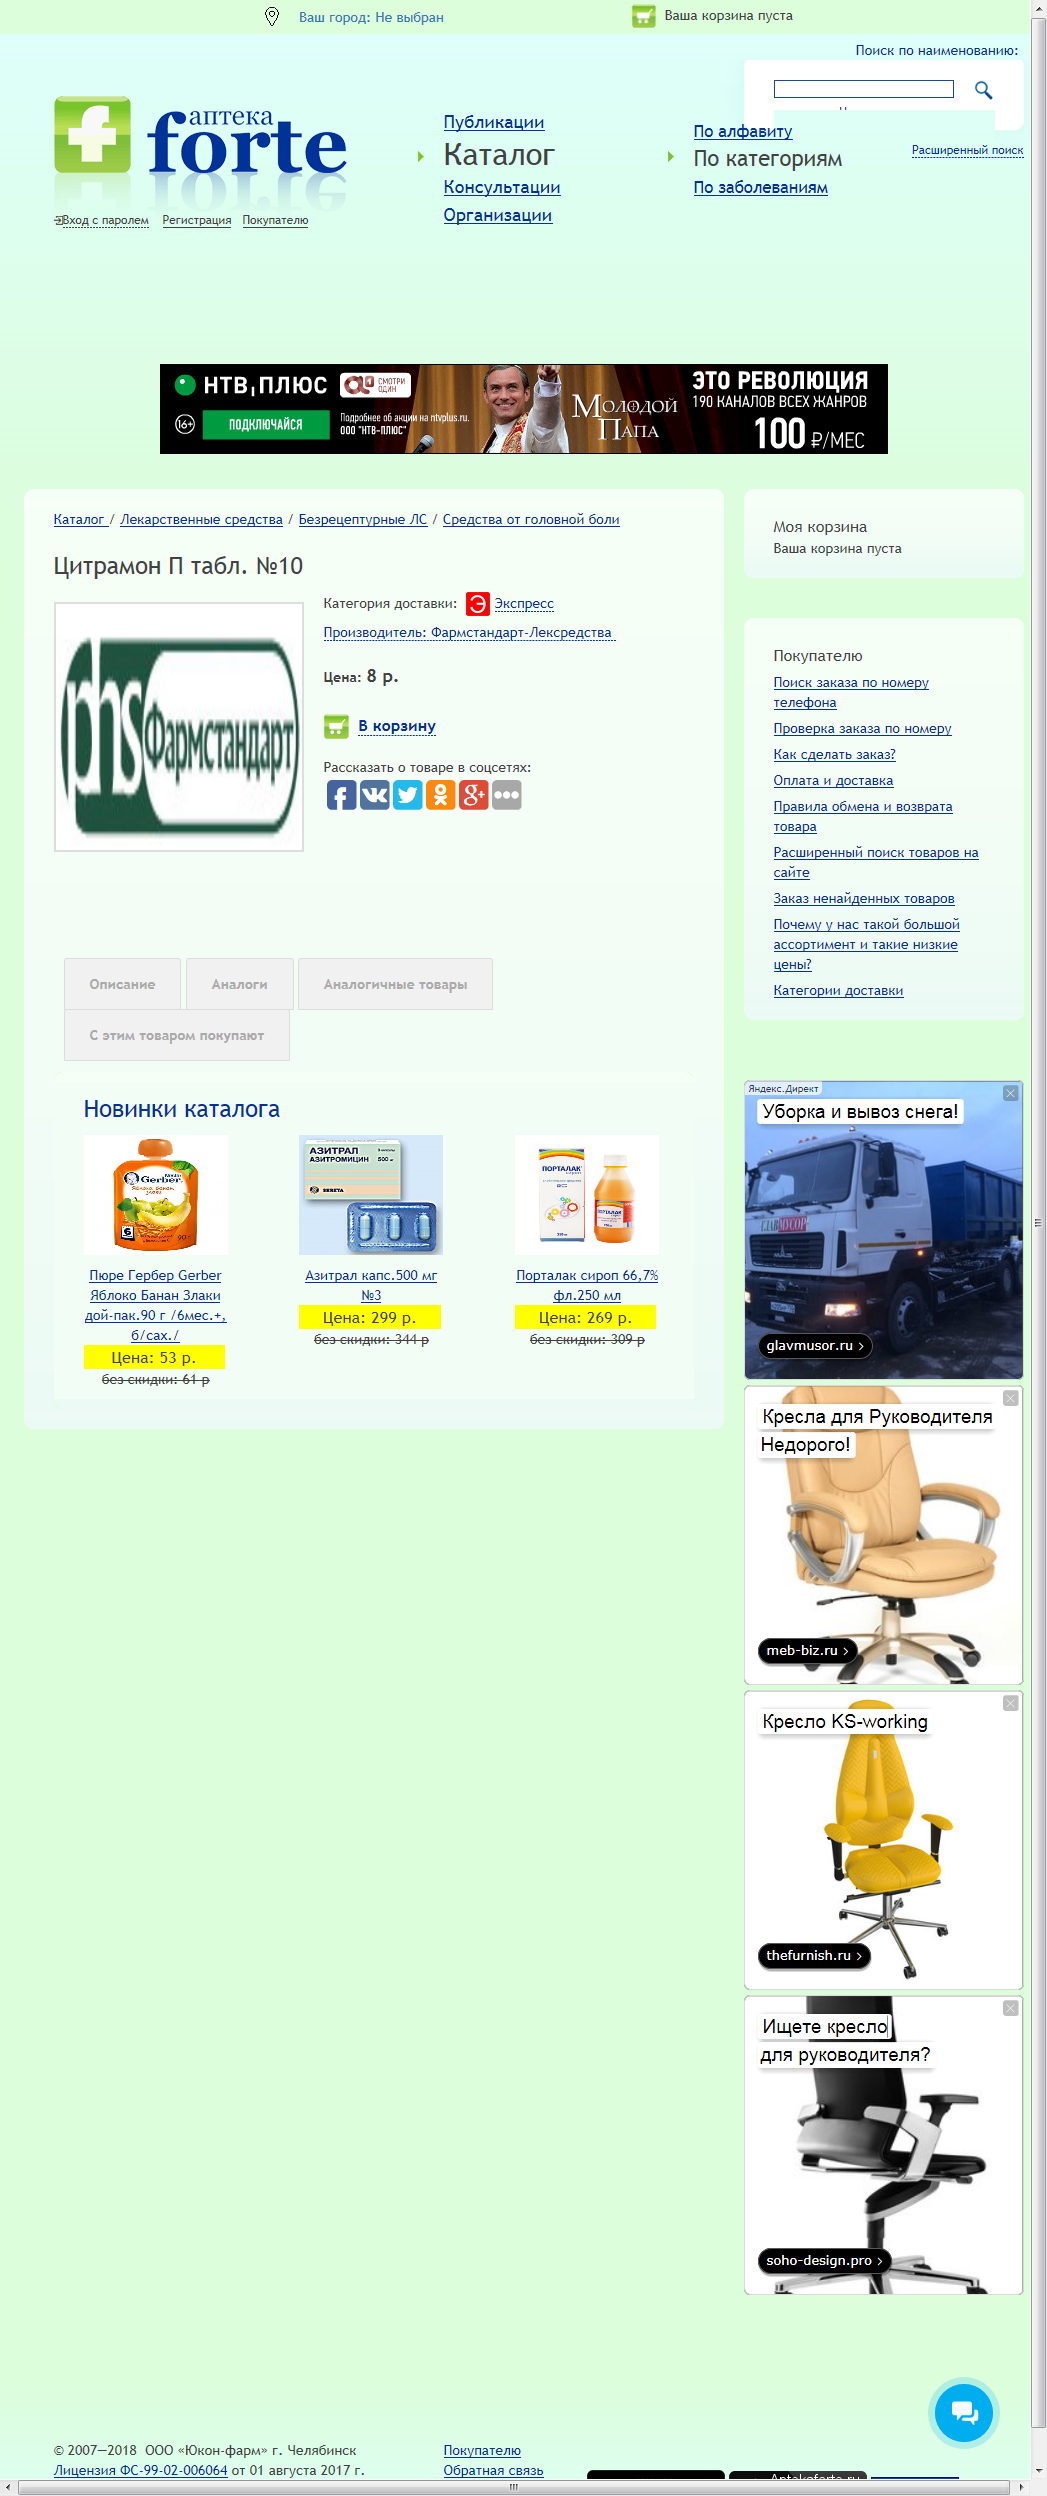 Ваш город: Не выбран
Ваша корзина пуста
Поиск по наименованию:
аптека
forte
Публикации
Каталог
Консультации
Организации
По алфавиту
По категориям
По заболеваниям
Расширенный поиск
Вход с паролем Регистрация Покупателю
НТВ ПЛЮС
СМОТРИ ОДИН
16+
ПОДКЛЮЧАЙСЯ
Подробнее об акции на ntvplus.ru.
ООО "НТВ-ПЛЮС"
Молодой
Папа
ЭТО РЕВОЛЮЦИЯ
190 КАНАЛОВ ВСЕХ ЖАНРОВ
100 ₽/МЕС
Каталог / Лекарственные средства / Безрецептурные ЛС / Средства от головной боли
Цитрамон П табл. №10
phs Фармстандарт
Категория доставки: Э Экспресс
Производитель: Фармстандарт-Лексредства
Цена: 8 р.
В корзину
Рассказать о товаре в соцсетях:
Описание
Аналоги
Аналогичные товары
С этим товаром покупают
Новинки каталога
Gerber
АЗИТРАЛ
АЗИТРОМИЦИН
500 мг
ПОРТАЛАК
Пюре Гербер Gerber
Яблоко Банан Злаки
дой-пак.90 г /6мес.+,
б/сах./
Цена: 53 р.
без скидки: 61 р
Азитрал капс.500 мг
№3
Цена: 299 р.
без скидки: 344 р
Порталак сироп 66,7%
фл.250 мл
Цена: 269 р.
без скидки: 309 р
Моя корзина
Ваша корзина пуста
Покупателю
Поиск заказа по номеру
телефона
Проверка заказа по номеру
Как сделать заказ?
Оплата и доставка
Правила обмена и возврата
товара
Расширенный поиск товаров на
сайте
Заказ ненайденных товаров
Почему у нас такой большой
ассортимент и такие низкие
цены?
Категории доставки
Яндекс.Директ
Уборка и вывоз снега!
ГЛАВМУСОР
glavmusor.ru
Кресла для Руководителя
Недорого!
meb-biz.ru
Кресло KS-working
thefurnish.ru
Ищете кресло
для руководителя?
soho-design.pro
© 2007—2018 ООО «Юкон-фарм» г. Челябинск
Лицензия ФС-99-02-006064 от 01 августа 2017 г.
Покупателю
Обратная связь